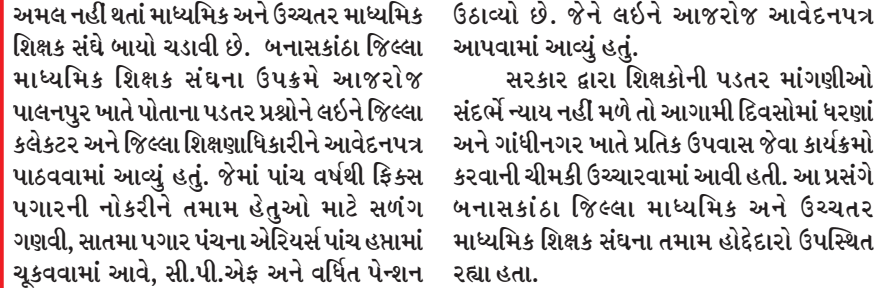 અમલ નહીં થતાં માધ્યમિક અને ઉચ્ચતર માધ્યમિક
શિક્ષક સંઘે બાયો ચડાવી છે. બનાસકાંઠા જિલ્લા
માધ્યમિક શિક્ષક સંઘના ઉપક્રમે આજરોજ
પાલનપુર ખાતે પોતાના પડતર પ્રશ્નોને લઇને જિલ્લા
કલેકટર અને જિલ્લા શિક્ષણાધિકારીને આવેદનપત્ર
પાઠવવામાં આવ્યું હતું. જેમાં પાંચ વર્ષથી ફિક્સ
પગારની નોકરીને તમામ હેતુઓ માટે સળંગ
ગણવી, સાતમા પગાર પંચના એરિયર્સ પાંચ હપ્તામાં
ચૂકવવામાં આવે, સી.પી.એફ અને વર્ધિત પેન્શન
ઉઠાવ્યો છે. જેને લઇને આજરોજ આવેદનપત્ર
આપવામાં આવ્યું હતું.
સરકાર દ્વારા શિક્ષકોની પડતર માંગણીઓ
સંદર્ભે ન્યાય નહીં મળે તો આગામી દિવસોમાં ધરણાં
અને ગાંધીનગર ખાતે પ્રતિક ઉપવાસ જેવા કાર્યક્રમો
કરવાની ચીમકી ઉચ્ચારવામાં આવી હતી. આ પ્રસંગે
બનાસકાંઠા જિલ્લા માધ્યમિક અને ઉચ્ચતર
માધ્યમિક શિક્ષક સંઘના તમામ હોદ્દેદારો ઉપસ્થિત
રહ્યા હતા.